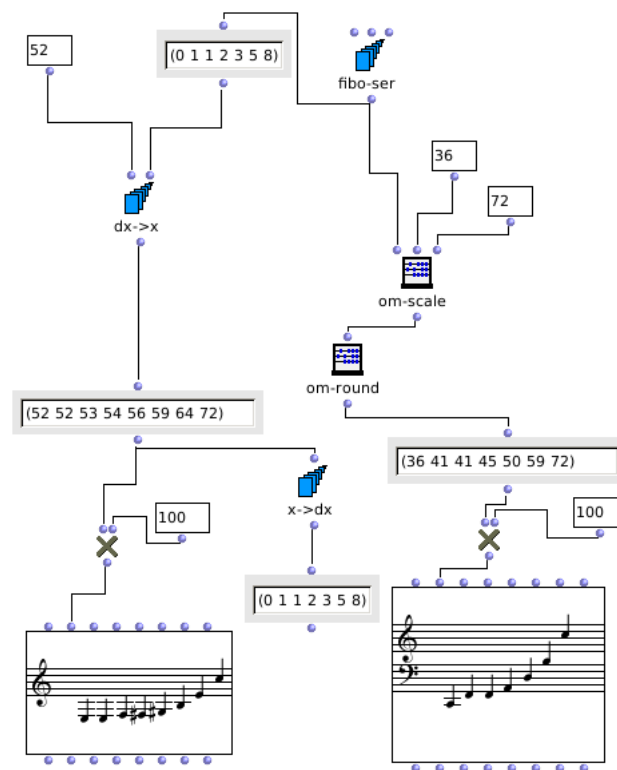 52
(0 1 1 2 3 5 8)
fibo-ser
36
72
dx->x
om-scale
om-round
(52 52 53 54 56 59 64 72)
(36 41 41 45 50 59 72)
x->dx
100
100
(0 1 1 2 3 5 8)